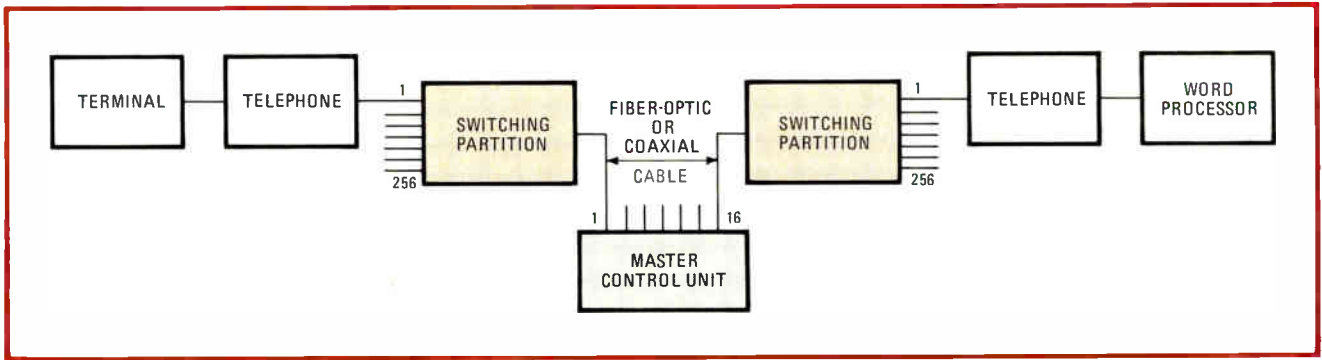 TERMINAL
TELEPHONE
1
256
SWITCHING
PARTITION
FIBER-OPTIC
OR
COAXIAL
CABLE
SWITCHING
PARTITION
1
256
TELEPHONE
WORD
PROCESSOR
1
16
MASTER
CONTROL UNIT